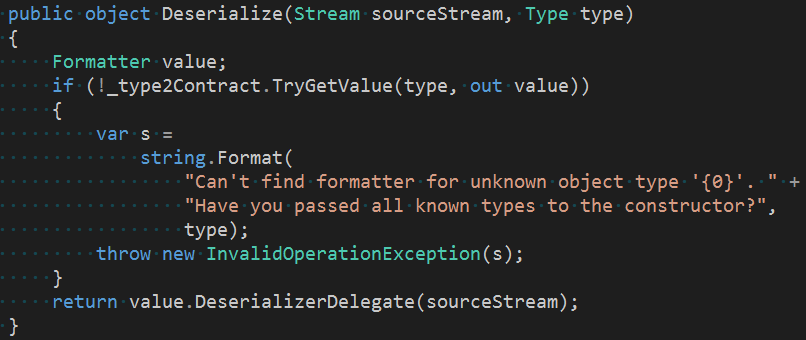 public object Deserialize(Stream sourceStream, Type type)
{
    Formatter value;
    if (!_type2Contract.TryGetValue(type, out value))
    {
        var s =
            string.Format(
                "Can't find formatter for unknown object type '{0}'. " +
                "Have you passed all known types to the constructor?",
                type);
        throw new InvalidOperationException(s);
    }
    return value.DeserializerDelegate(sourceStream);
}